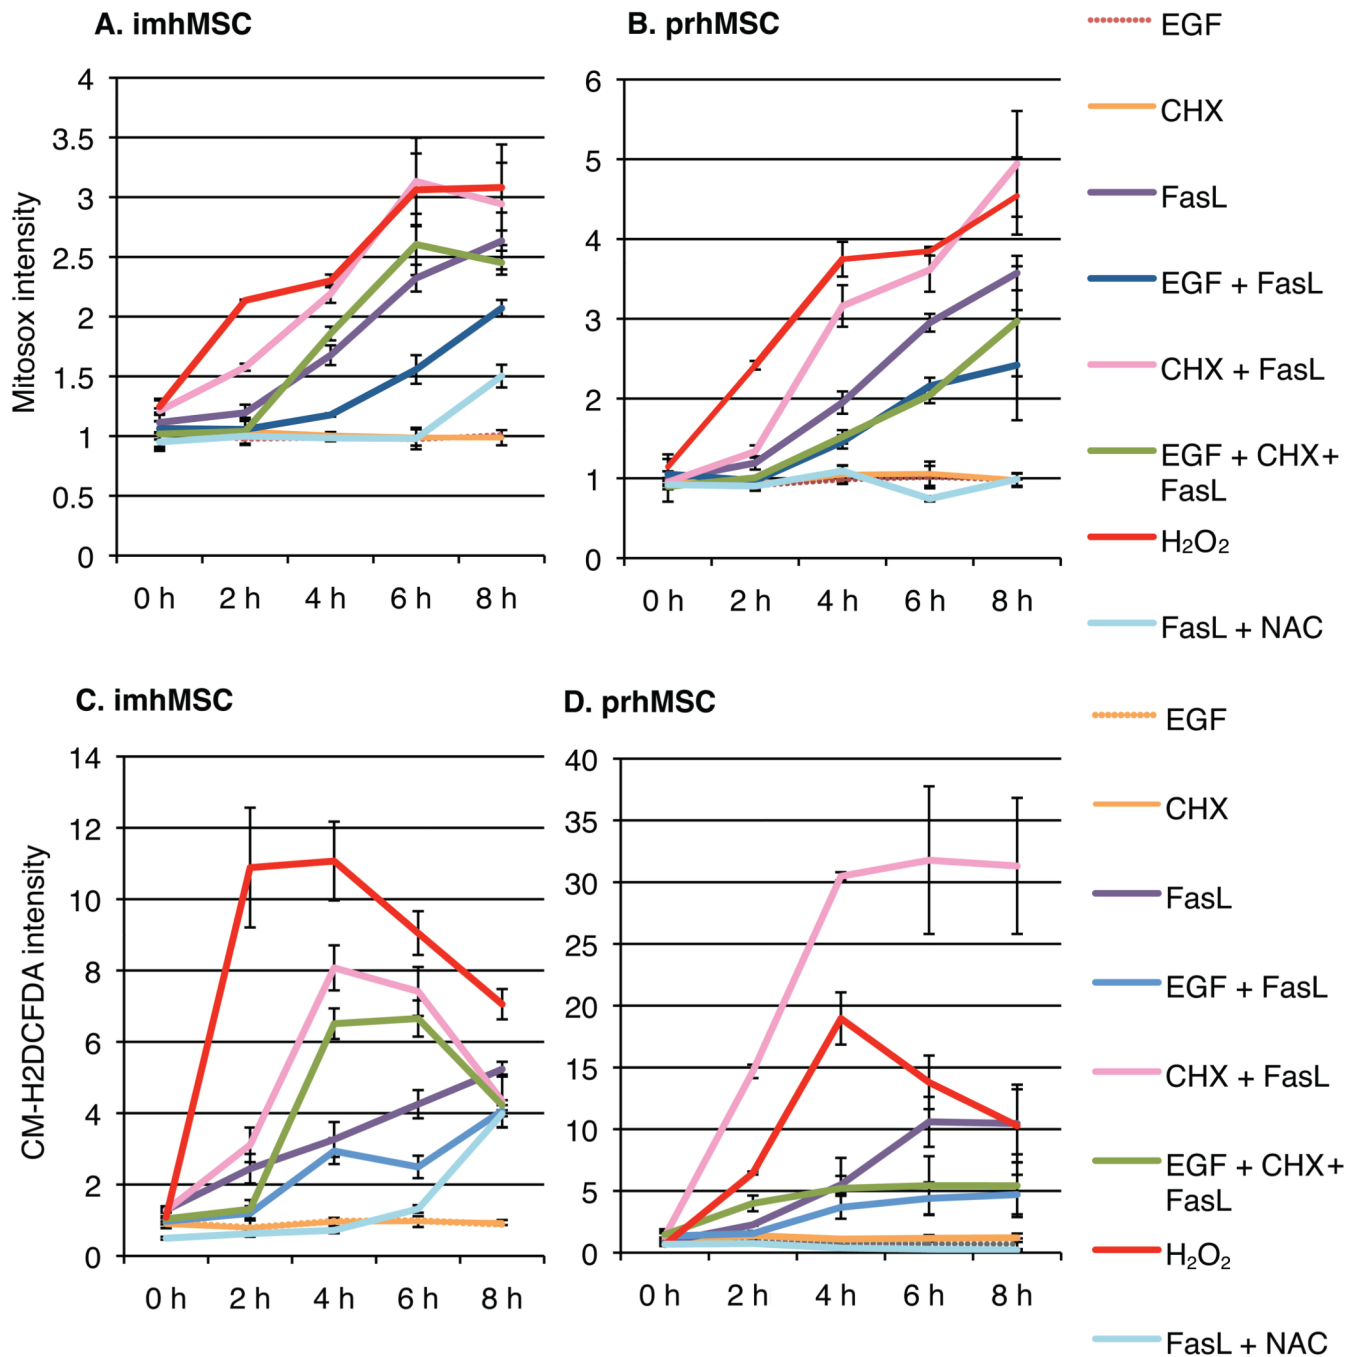 A. imhMSC
Mitosox intensity
4
3.5
3
2.5
2
1.5
1
0.5
0
0 h 2 h 4 h 6 h 8 h
B. prhMSC
6
5
4
3
2
1
0
0 h 2 h 4 h 6 h 8 h
EGF
CHX
FasL
EGF + FasL
CHX + FasL
EGF + CHX+
FasL
H₂O₂
FasL + NAC
C. imhMSC
CM-H2DCFDA intensity
14
12
10
8
6
4
2
0
0 h 2 h 4 h 6 h 8 h
D. prhMSC
40
35
30
25
20
15
10
5
0
0 h 2 h 4 h 6 h 8 h
EGF
CHX
FasL
EGF + FasL
CHX + FasL
EGF + CHX+
FasL
H₂O₂
FasL + NAC